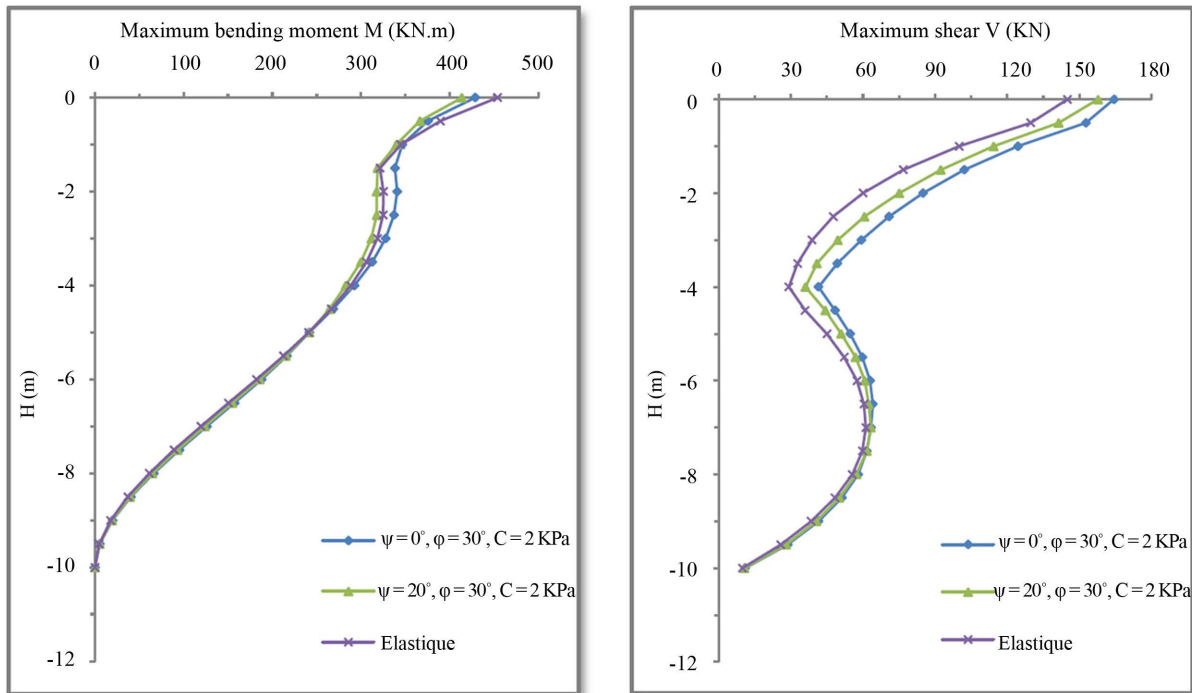 Maximum bending moment M (KN.m)
0 100 200 300 400 500
0
-2
-4
-6
-8
-10
-12
H (m)
ψ = 0°, φ = 30°, C = 2 KPa
ψ = 20°, φ = 30°, C = 2 KPa
Elastique
Maximum shear V (KN)
0 30 60 90 120 150 180
0
-2
-4
-6
-8
-10
-12
H (m)
ψ = 0°, φ = 30°, C = 2 KPa
ψ = 20°, φ = 30°, C = 2 KPa
Elastique